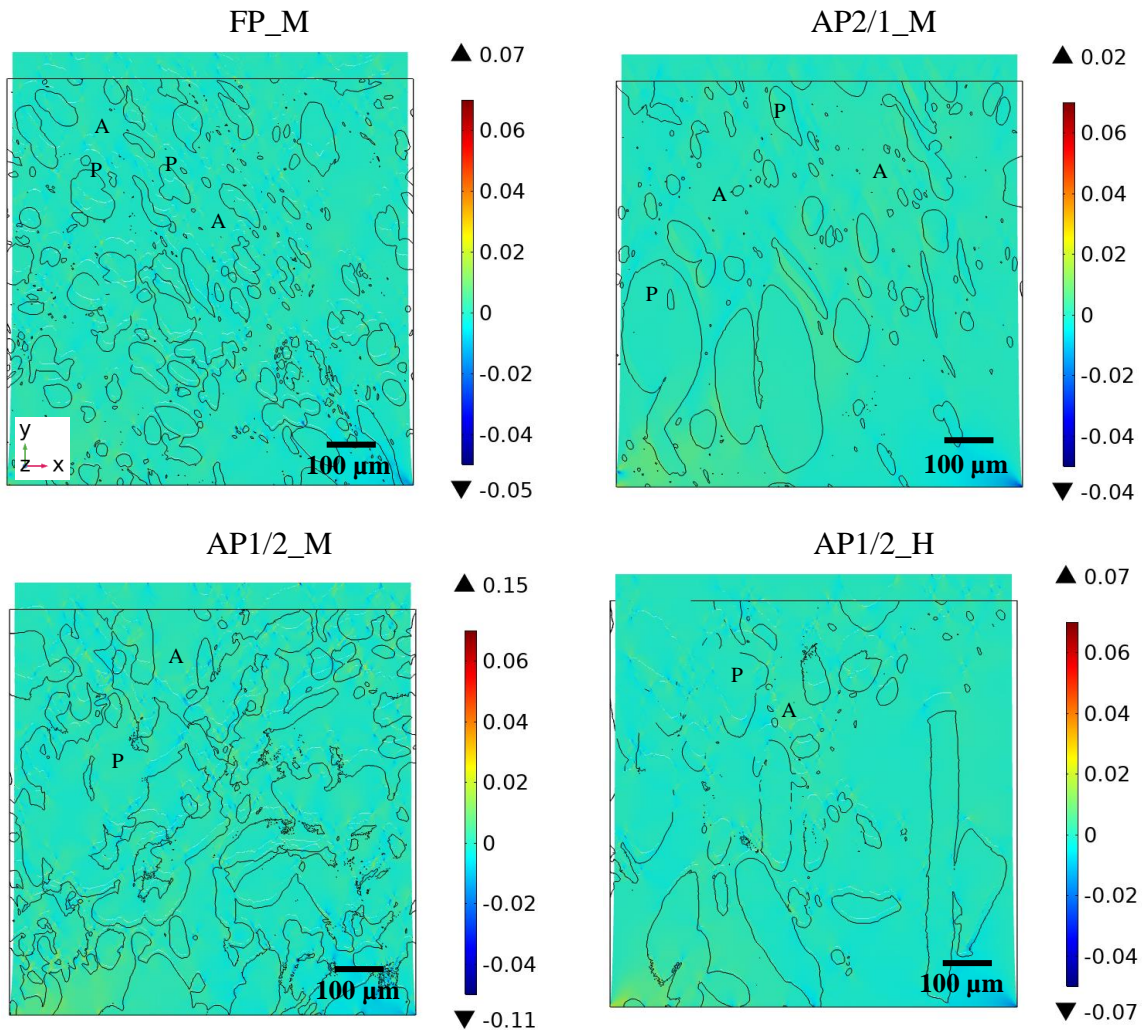 FP_M
▲ 0.07
0.06
0.04
0.02
0
-0.02
-0.04
▼ -0.05
A
P
P
A
y
z x
100 µm
AP2/1_M
▲ 0.02
0.06
0.04
0.02
0
-0.02
-0.04
▼ -0.04
P
A
A
P
100 µm
AP1/2_M
▲ 0.15
0.06
0.04
0.02
0
-0.02
-0.04
▼ -0.11
A
P
100 µm
AP1/2_H
▲ 0.07
0.06
0.04
0.02
0
-0.02
-0.04
▼ -0.07
P
A
100 µm